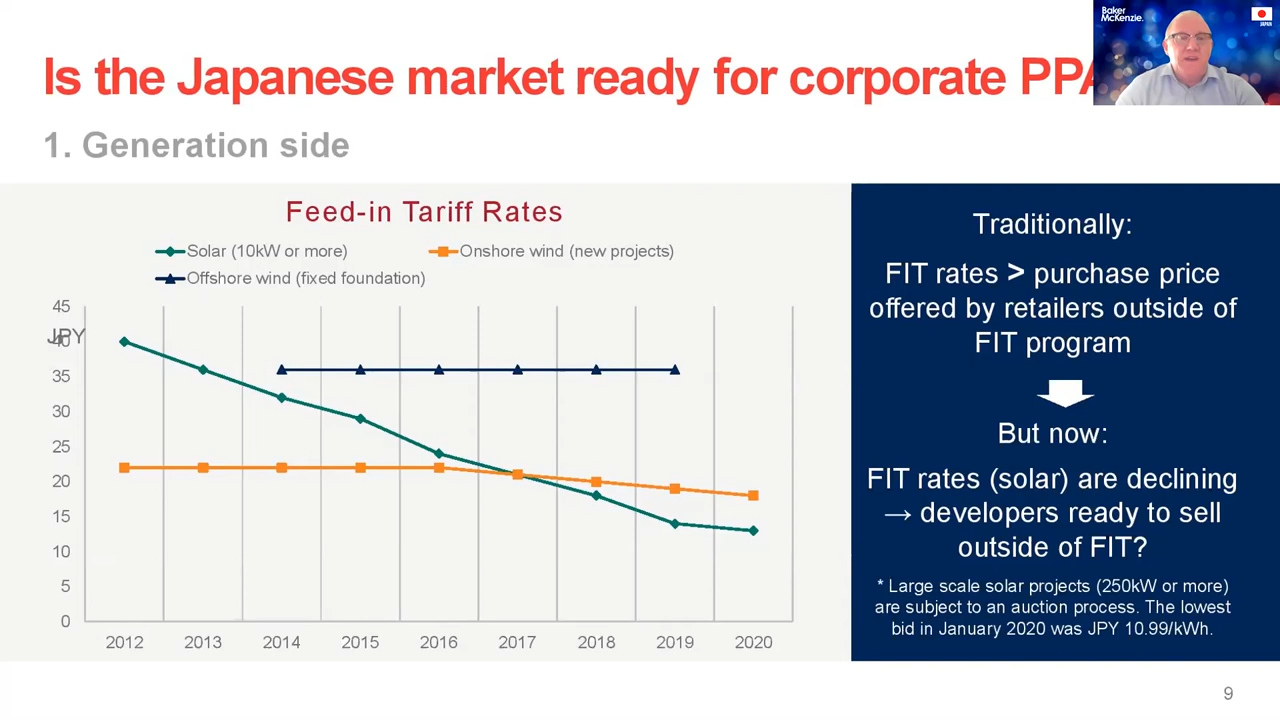 Baker
McKenzie.
JAPAN
Is the Japanese market ready for corporate PPA
1. Generation side
Feed-in Tariff Rates
Solar (10kW or more)
Onshore wind (new projects)
Offshore wind (fixed foundation)
JPY
45
40
35
30
25
20
15
10
5
0
2012 2013 2014 2015 2016 2017 2018 2019 2020
Traditionally:
FIT rates > purchase price
offered by retailers outside of
FIT program
But now:
FIT rates (solar) are declining
→ developers ready to sell
outside of FIT?
* Large scale solar projects (250kW or more)
are subject to an auction process. The lowest
bid in January 2020 was JPY 10.99/kWh.
9